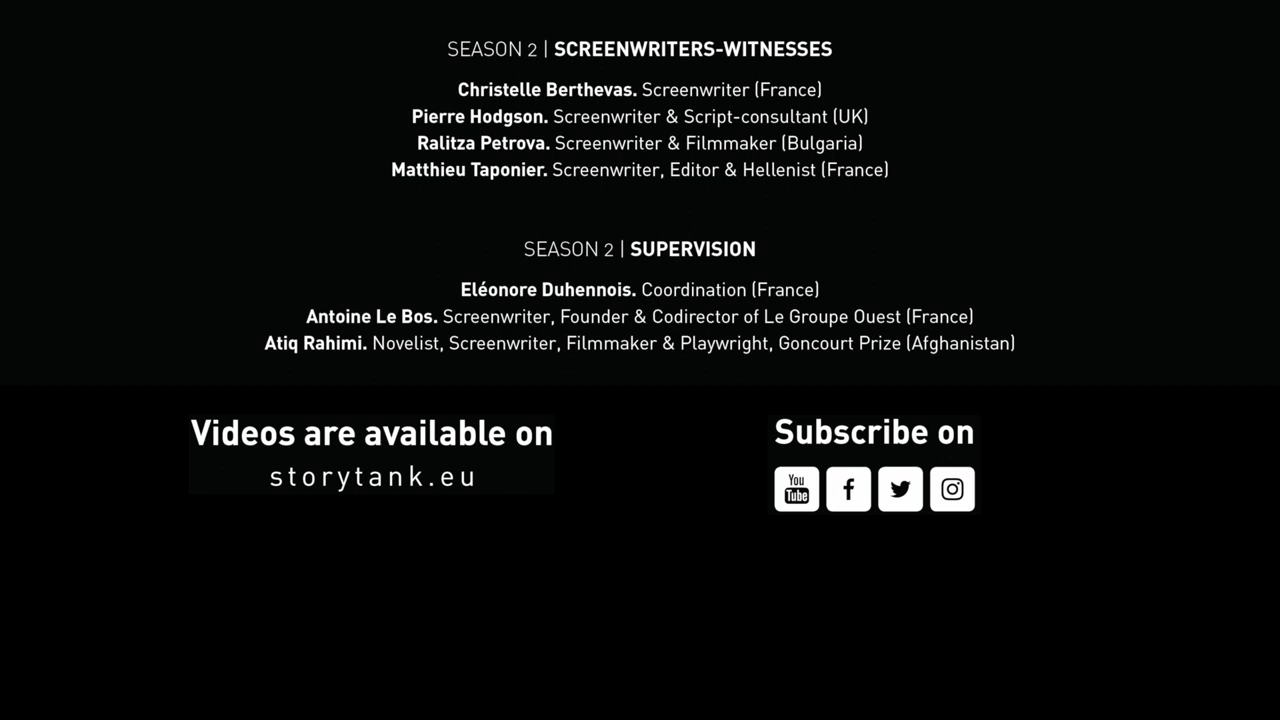 SEASON 2 | SCREENWRITERS-WITNESSES
Christelle Berthevas. Screenwriter (France)
Pierre Hodgson. Screenwriter & Script-consultant (UK)
Ralitza Petrova. Screenwriter & Filmmaker (Bulgaria)
Matthieu Taponier. Screenwriter, Editor & Hellenist (France)
SEASON 2 | SUPERVISION
Eléonore Duhennois. Coordination (France)
Antoine Le Bos. Screenwriter, Founder & Codirector of Le Groupe Ouest (France)
Atiq Rahimi. Novelist, Screenwriter, Filmmaker & Playwright, Goncourt Prize (Afghanistan)
Videos are available on
storytank.eu
Subscribe on
You
Tube